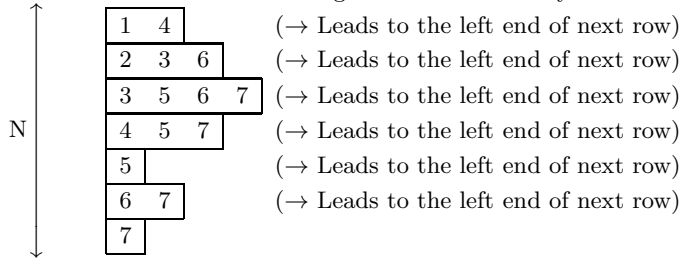 1 4 (→ Leads to the left end of next row)
2 3 6 (→ Leads to the left end of next row)
3 5 6 7 (→ Leads to the left end of next row)
N
4 5 7 (→ Leads to the left end of next row)
5 (→ Leads to the left end of next row)
6 7 (→ Leads to the left end of next row)
7